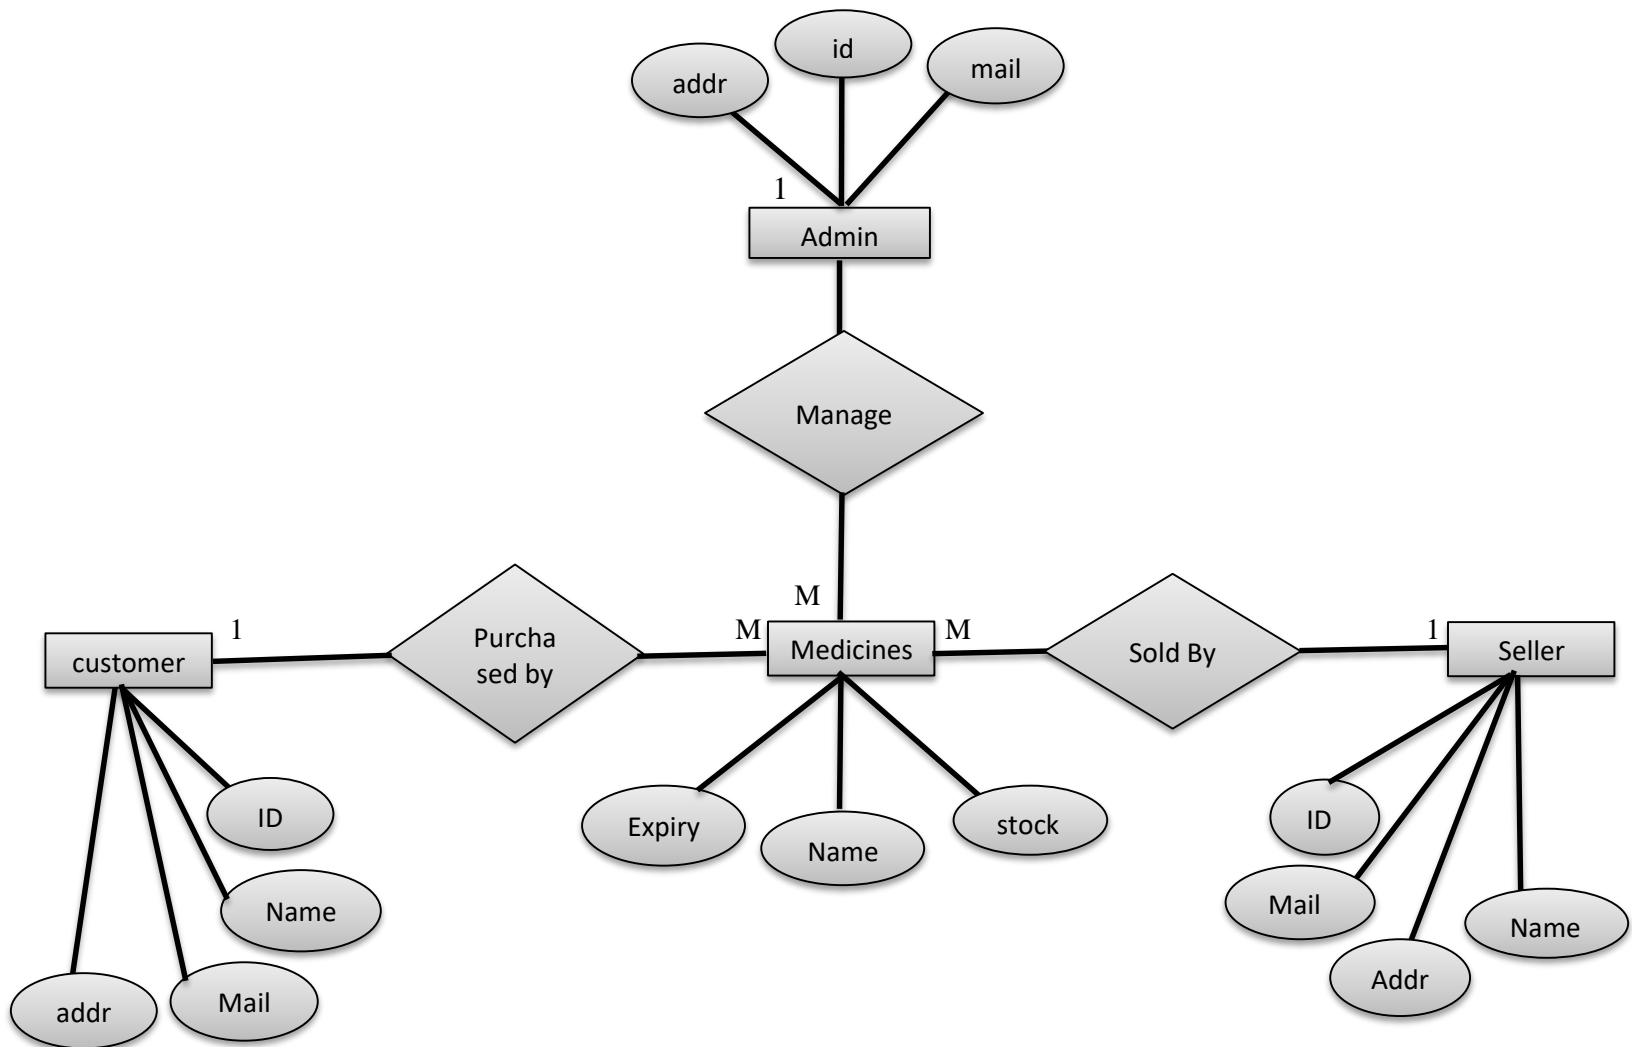 id
mail
addr
1
Admin
Manage
M
1
M
M
1
customer
Purcha
sed by
Medicines
Sold By
Seller
ID
Expiry
Name
stock
ID
Name
Mail
Name
addr
Mail
Addr